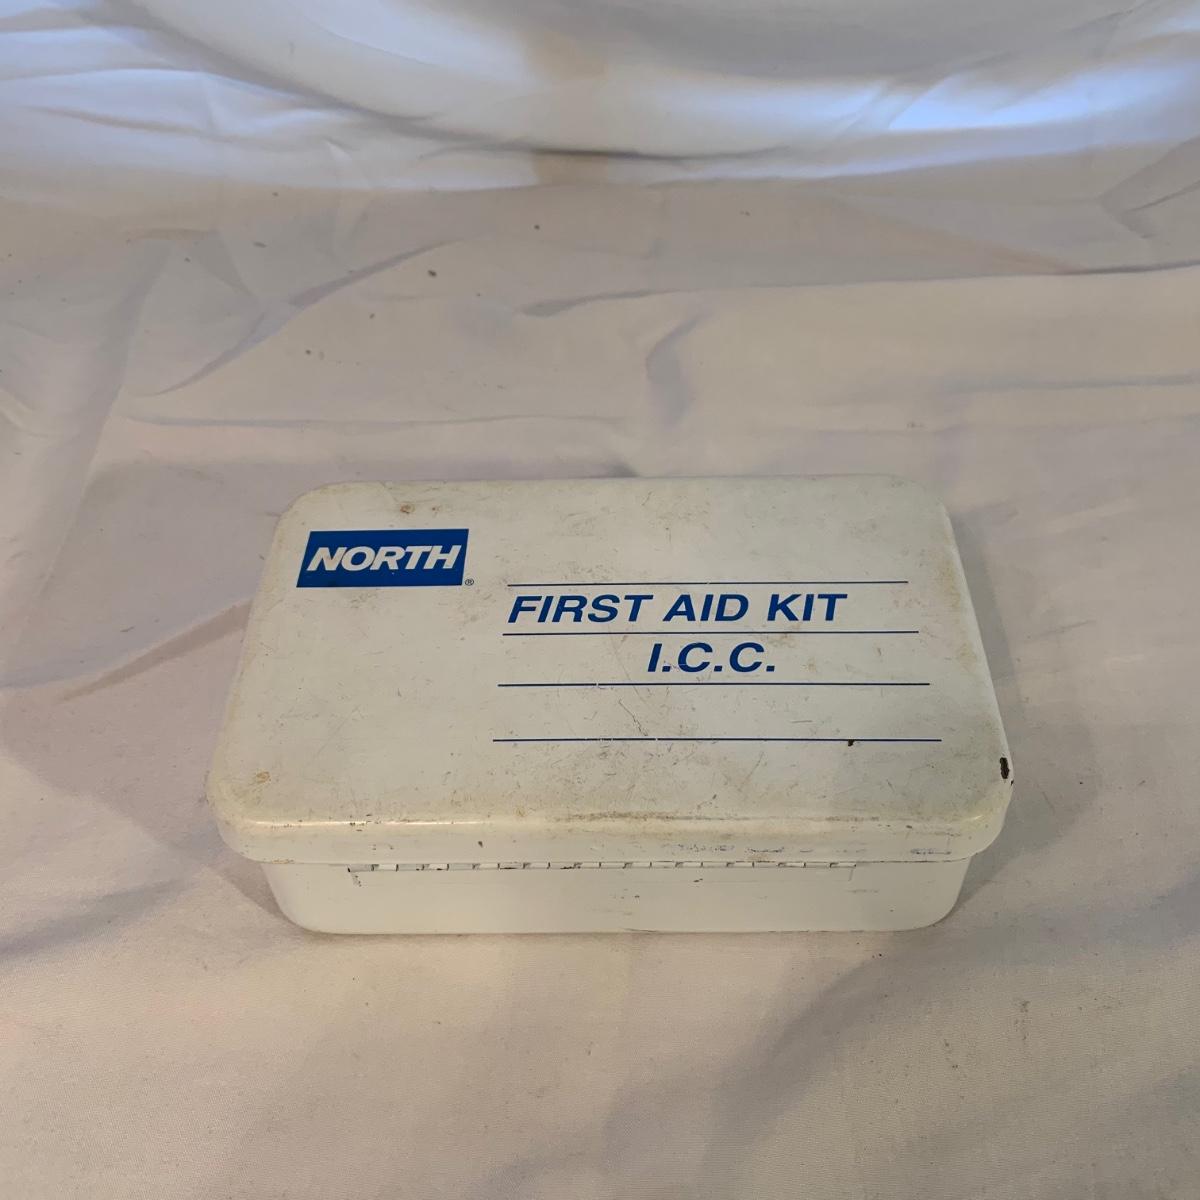 NORTH®
FIRST AID KIT
I.C.C.